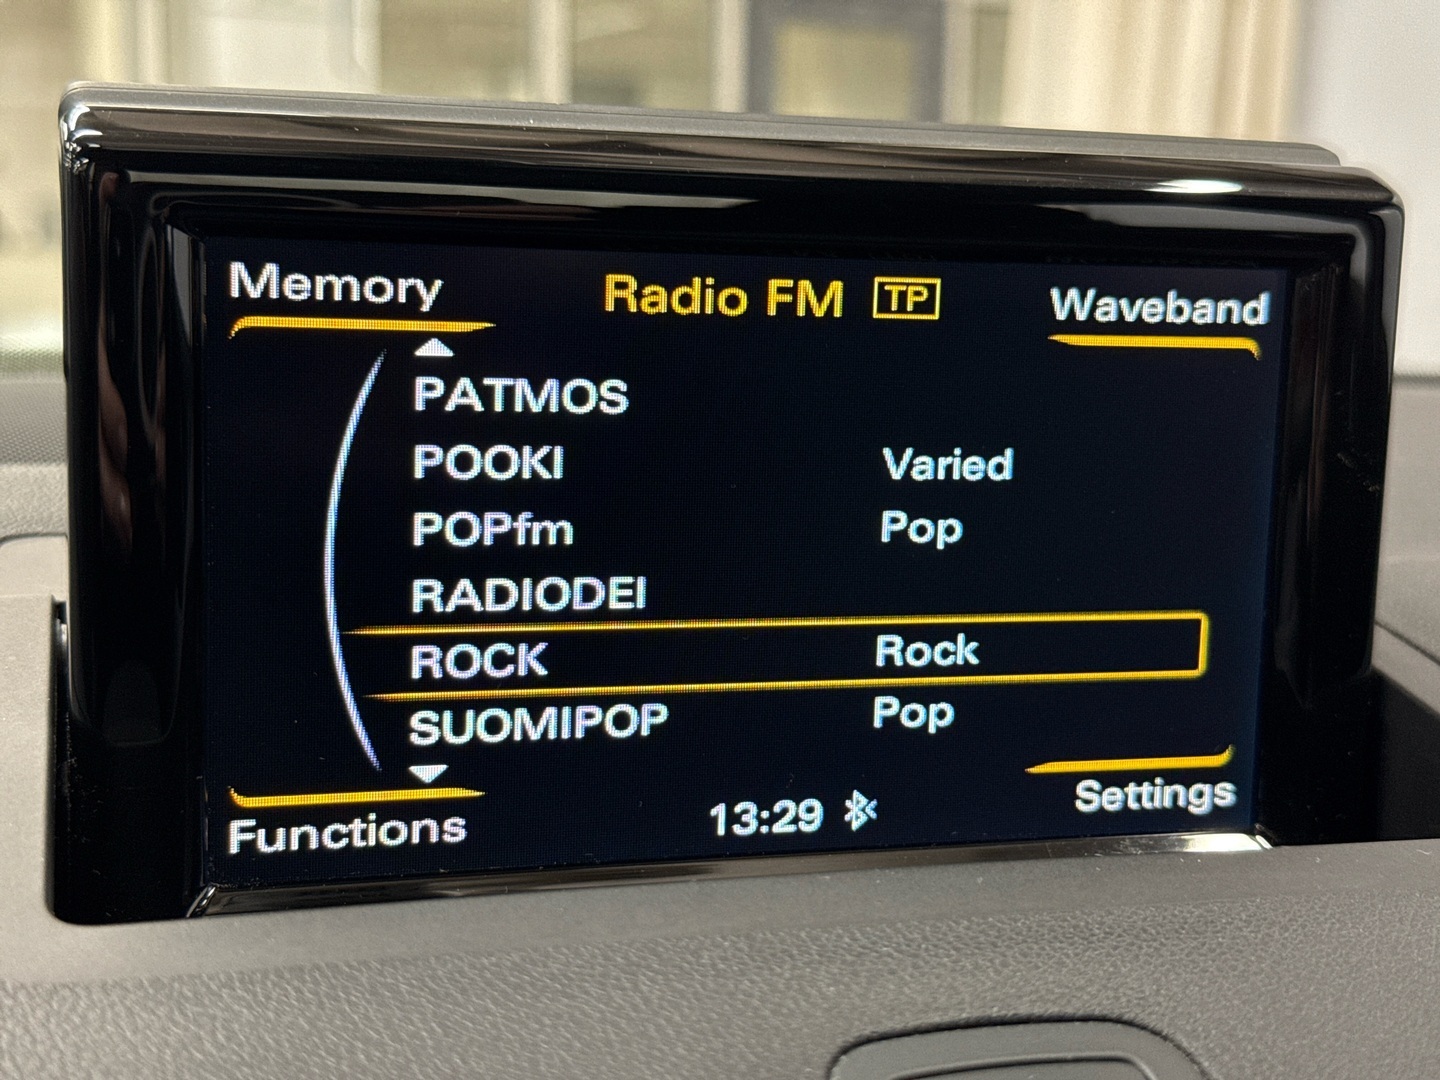 Memory Radio FM TP Waveband
PATMOS
POOKI Varied
POPfm Pop
RADIODEI
ROCK Rock
SUOMIPOP Pop
Functions 13:29 Settings